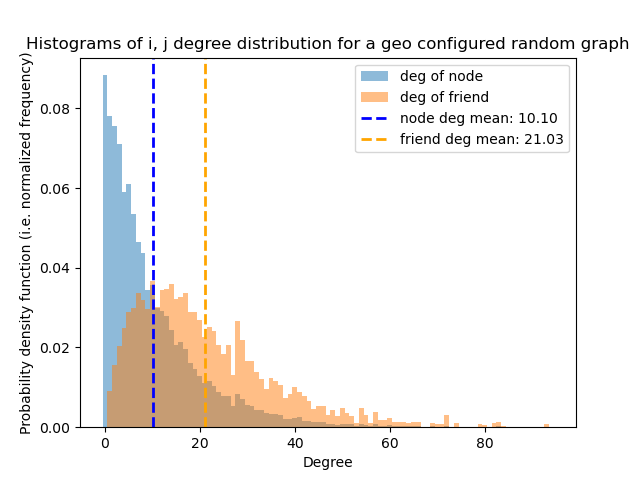 Histograms of i, j degree distribution for a geo configured random graph
deg of node
deg of friend
node deg mean: 10.10
friend deg mean: 21.03
Probability density function (i.e. normalized frequency)
0.08
0.06
0.04
0.02
0.00
0
20
40
60
80
Degree